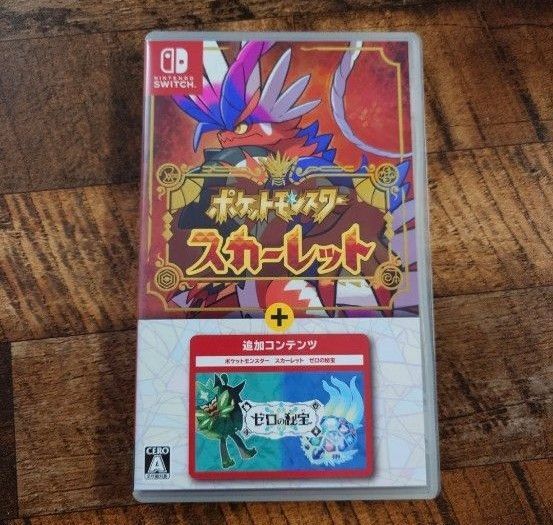 NINTENDO
SWITCH™
ポケットモンスター
スカーレット
+
追加コンテンツ
ポケットモンスター スカーレット ゼロの秘宝
ゼロの秘宝
CERO
A